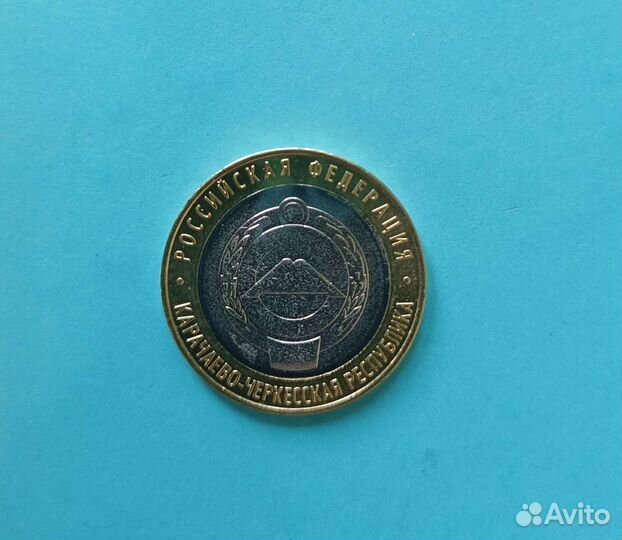 • РОССИЙСКАЯ ФЕДЕРАЦИЯ •
КАРАЧАЕВО-ЧЕРКЕССКАЯ РЕСПУБЛИКА
Avito